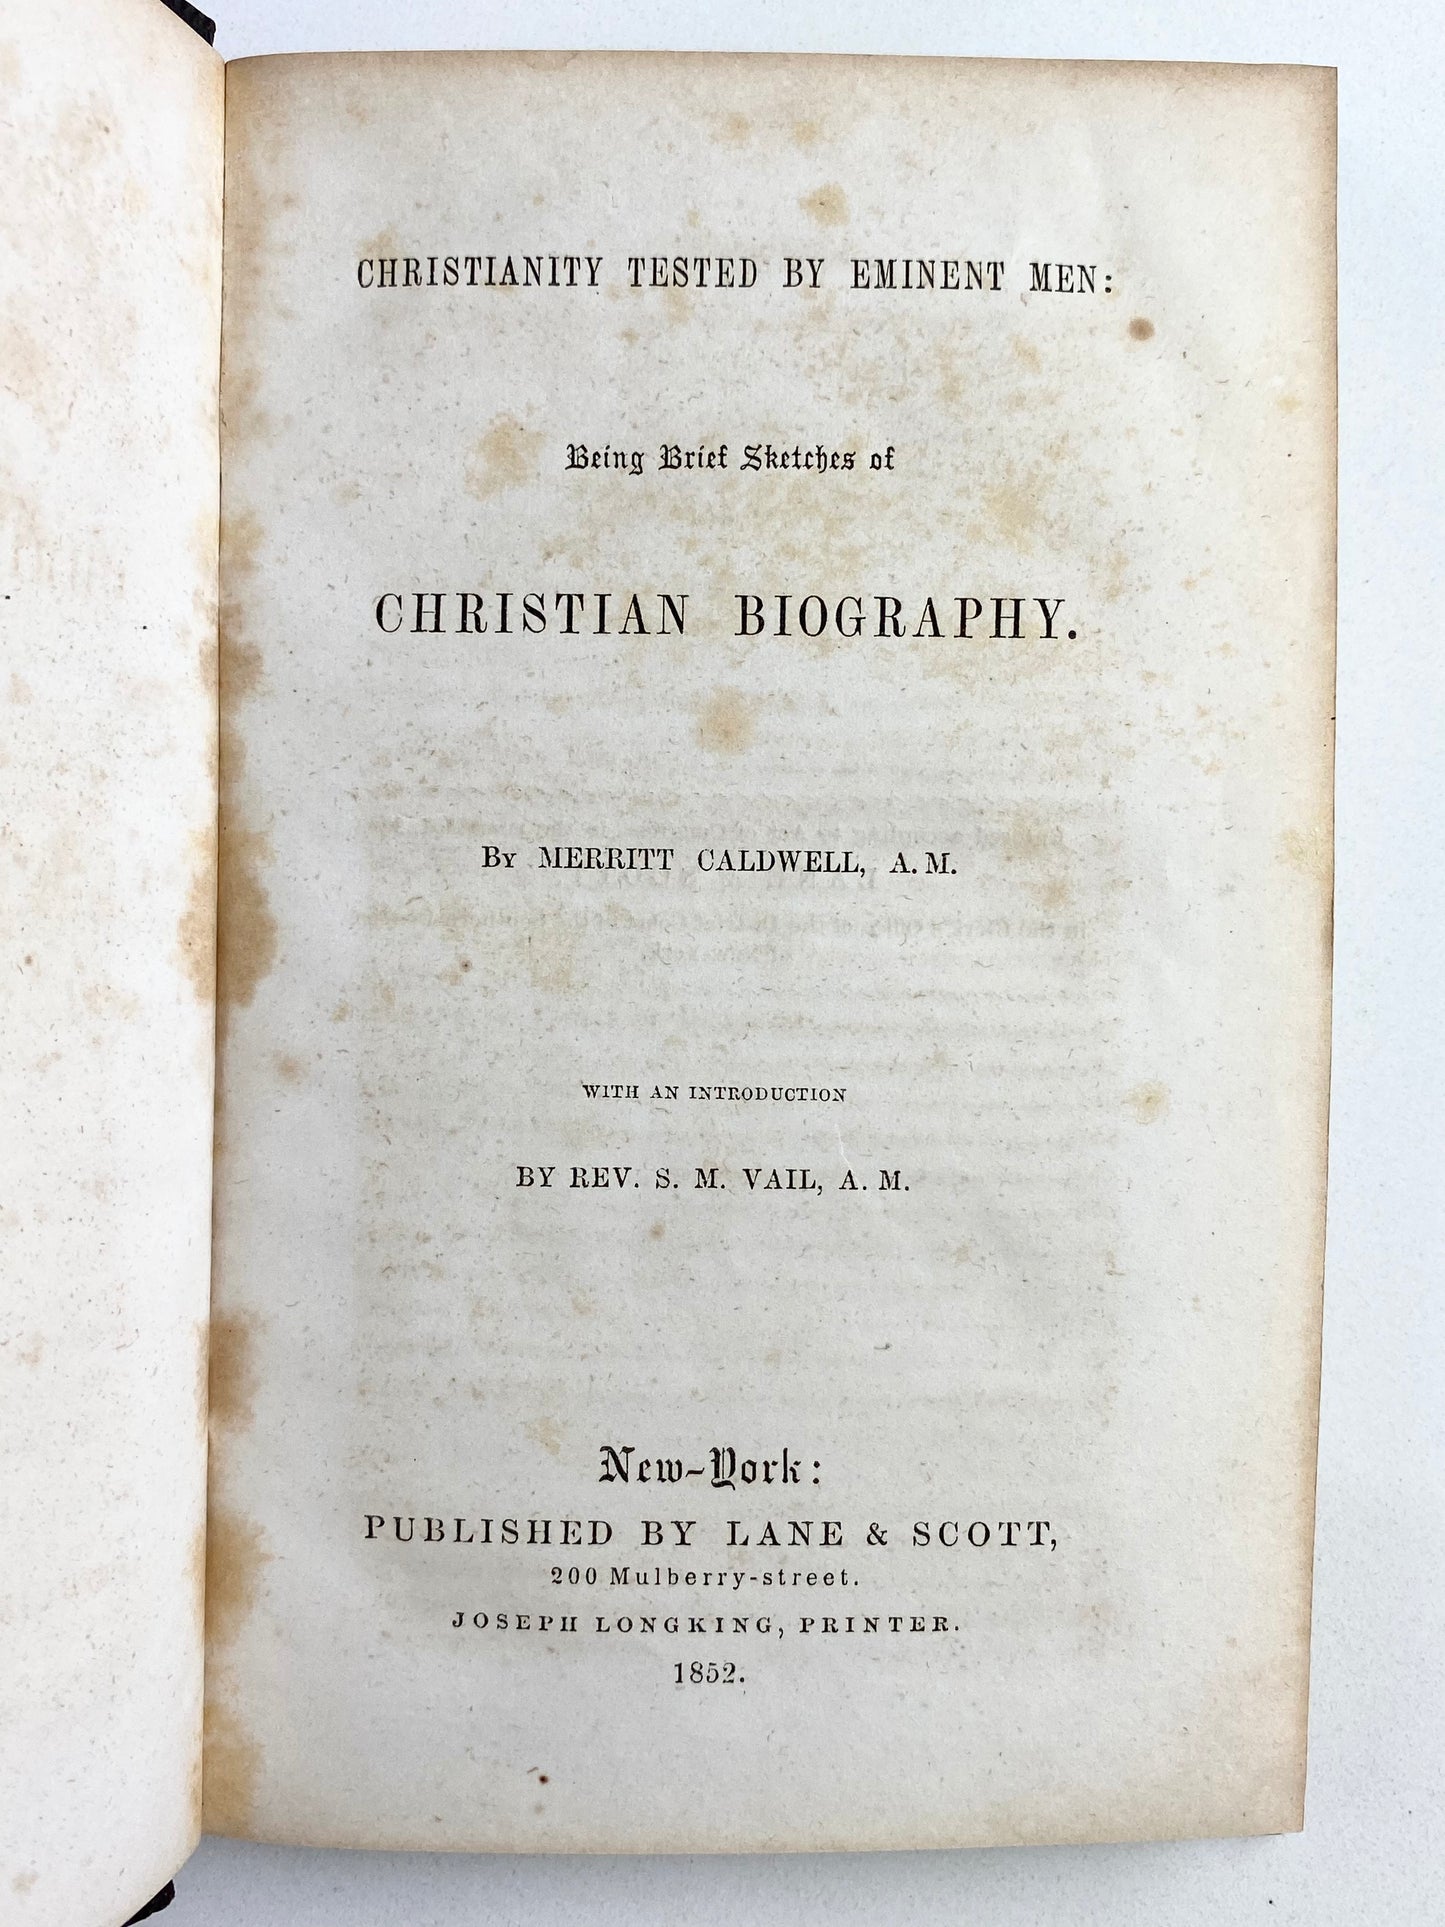 CHRISTIANITY TESTED BY EMINENT MEN:
Being Brief Sketches of
CHRISTIAN BIOGRAPHY.
BY MERRITT CALDWELL, A. M.
WITH AN INTRODUCTION
BY REV. S. M. VAIL, A. M.
New-York:
PUBLISHED BY LANE & SCOTT,
200 Mulberry-street.
JOSEPH LONGKING, PRINTER.
1852.